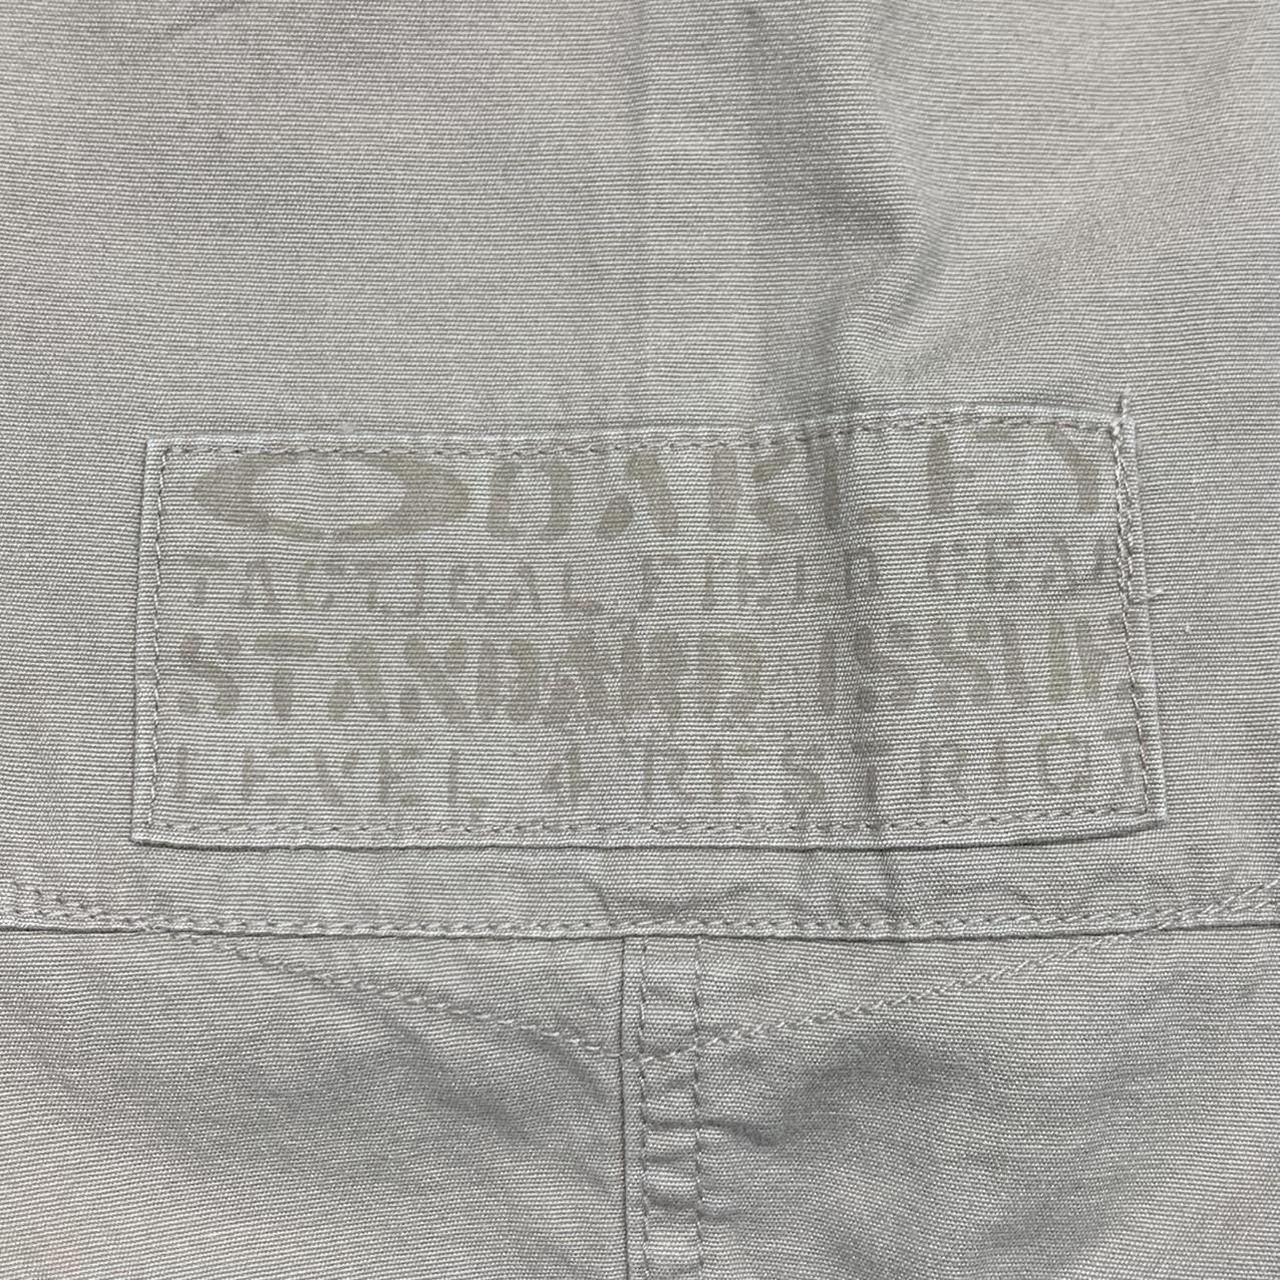 OAKLEY
TACTICAL FIELD GEAR
STANDARD ISSUE
LEVEL 4 RESTRICT